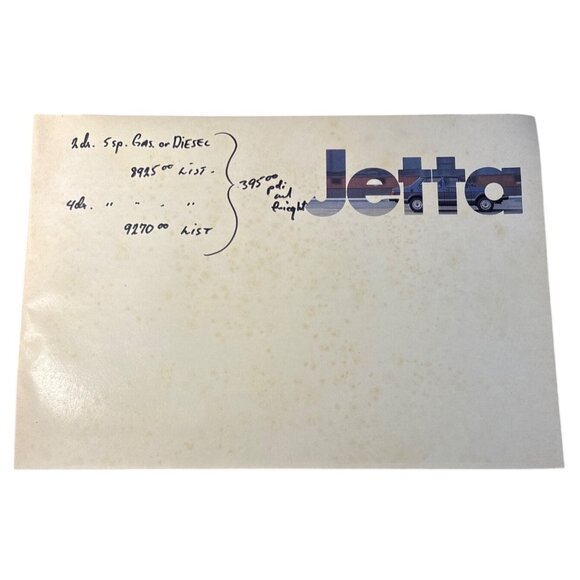 2dr. 5sp. Gas. or Diesel
8925 00 List.
4dr. " " . "
9270 00 List
395 00
pdi
and
freight
Jetta